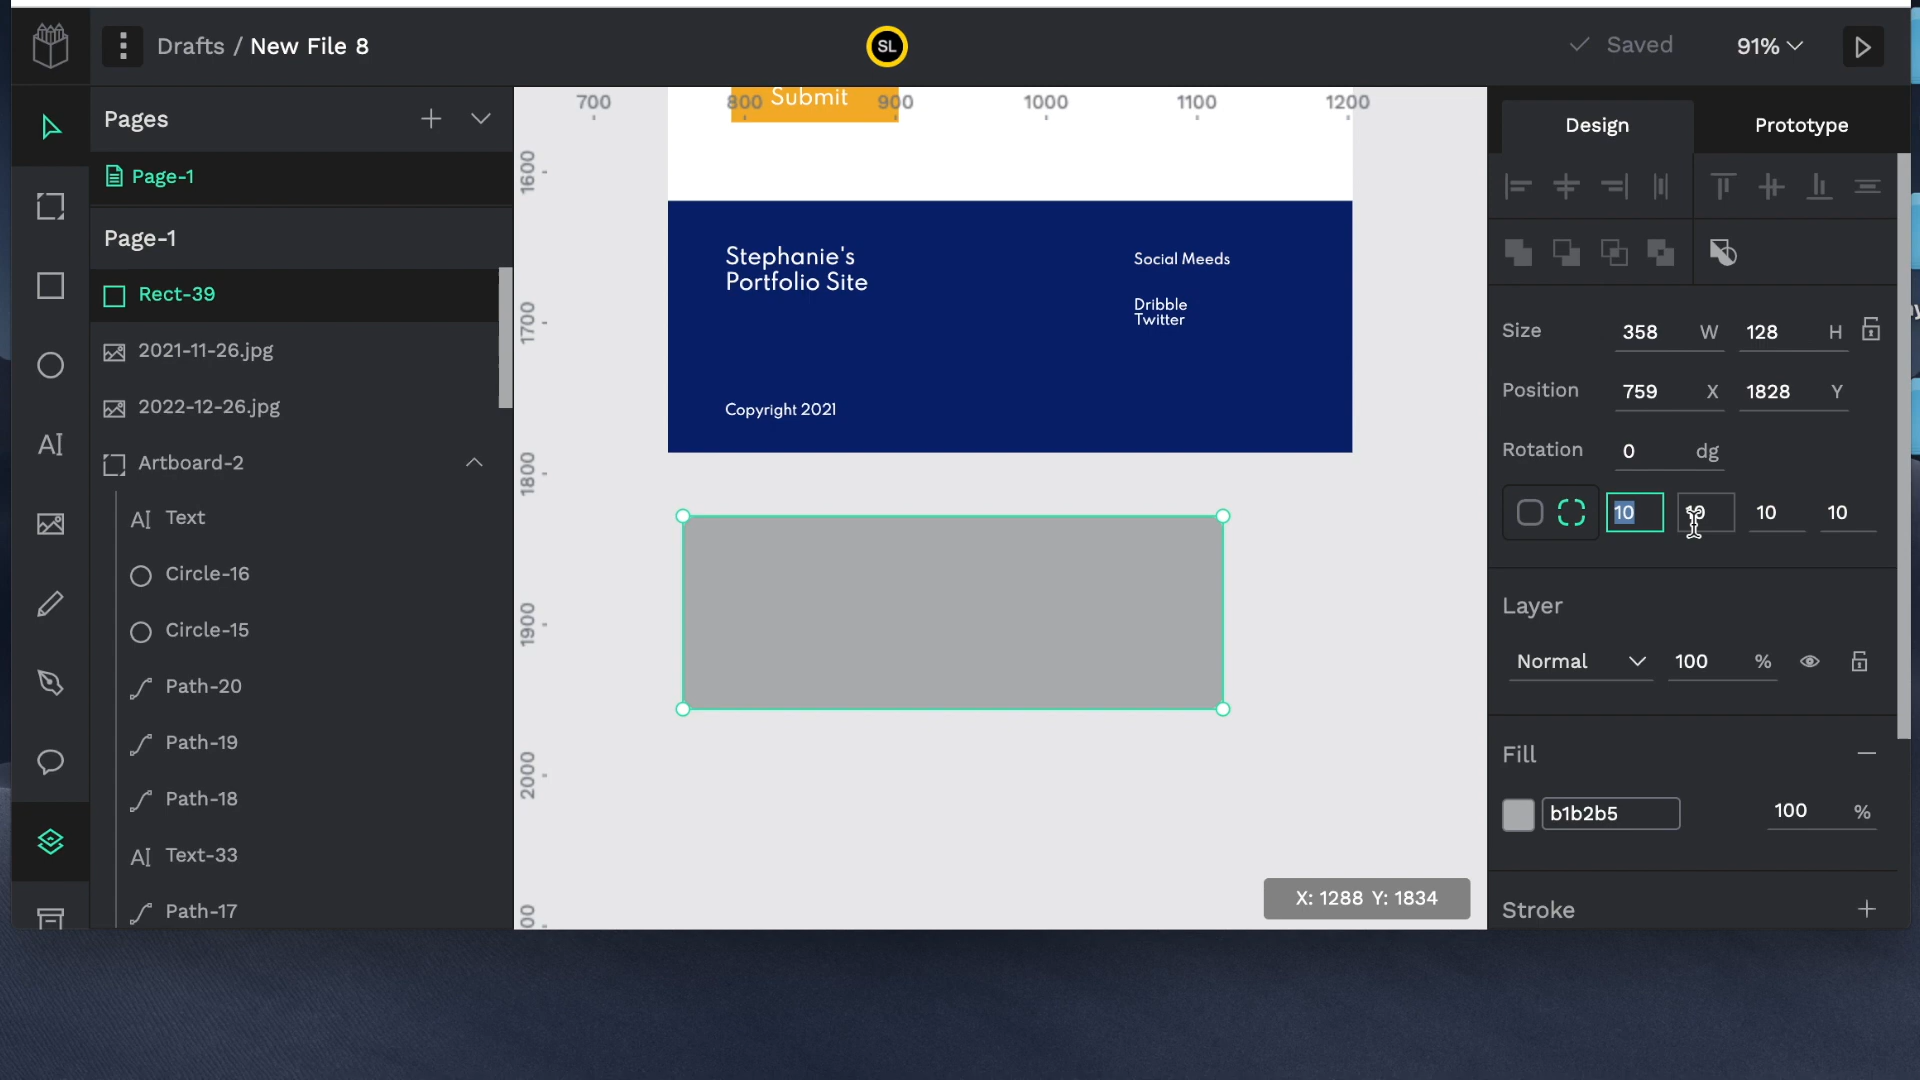 Drafts / New File 8
SL
Saved
91%
Pages
Page-1
Page-1
Rect-39
2021-11-26.jpg
2022-12-26.jpg
Artboard-2
Text
Circle-16
Circle-15
Path-20
Path-19
Path-18
Text-33
Path-17
AI
700
800
900
1000
1100
1200
1600
1700
1800
1900
2000
00
Submit
Stephanie's
Portfolio Site
Social Meeds
Dribble
Twitter
Copyright 2021
X: 1288 Y: 1834
Design
Prototype
Size 358 W 128 H
Position 759 X 1828 Y
Rotation 0 dg
10 10 10
Layer
Normal 100 %
Fill
b1b2b5 100 %
Stroke